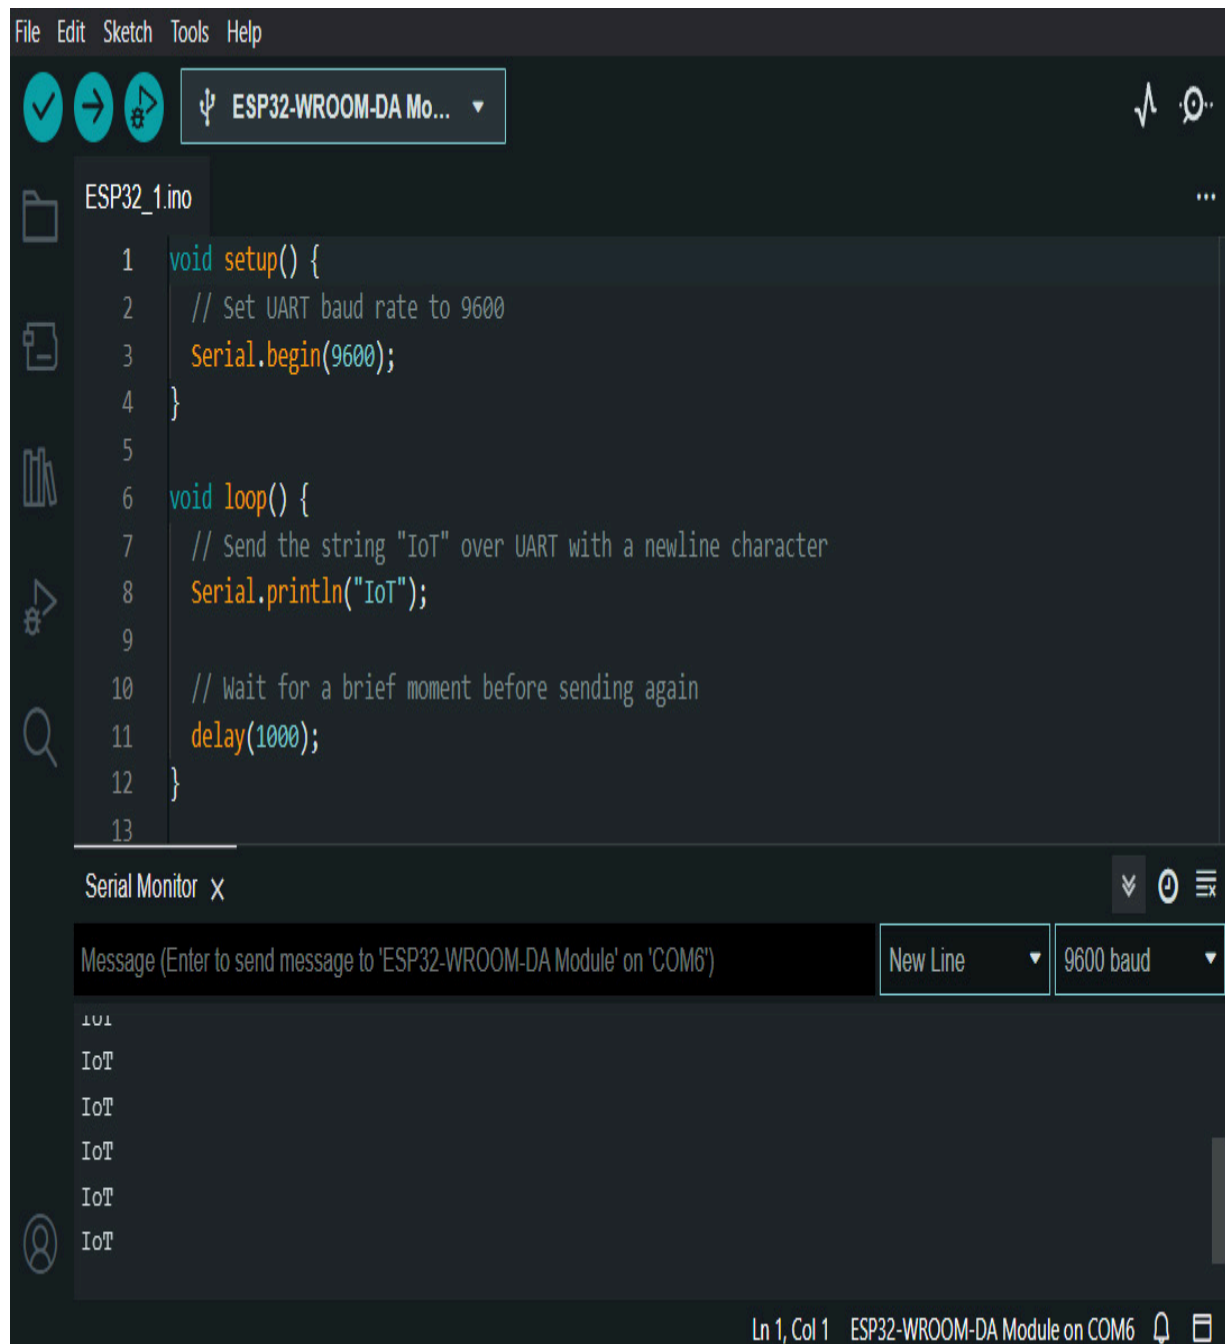 File Edit Sketch Tools Help
ESP32-WROOM-DA Mo...
ESP32_1.ino
1 void setup() {
2 // Set UART baud rate to 9600
3 Serial.begin(9600);
4 }
5
6 void loop() {
7 // Send the string "IoT" over UART with a newline character
8 Serial.println("IoT");
9
10 // Wait for a brief moment before sending again
11 delay(1000);
12 }
13
Serial Monitor
Message (Enter to send message to 'ESP32-WROOM-DA Module' on 'COM6') New Line 9600 baud
IoT
IoT
IoT
IoT
IoT
IoT
Ln 1, Col 1 ESP32-WROOM-DA Module on COM6